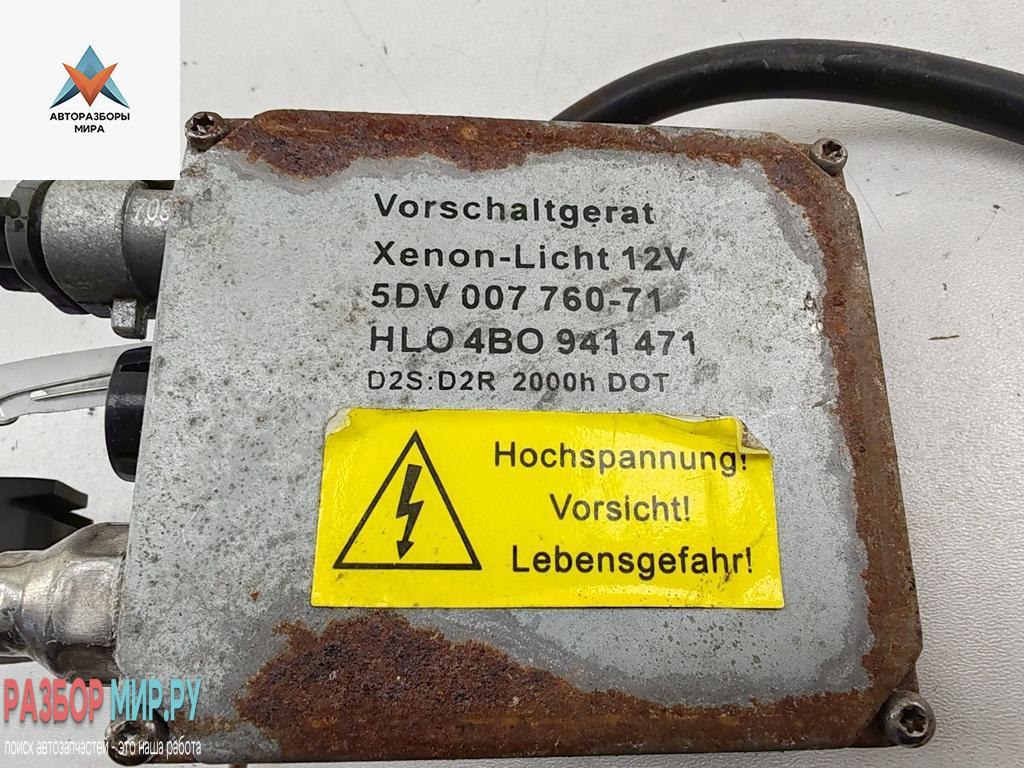 АВТОРАЗБОРЫ
МИРА
Vorschaltgerat
Xenon-Licht 12V
5DV 007 760-71
HLO 4BO 941 471
D2S:D2R 2000h DOT
Hochspannung!
Vorsicht!
Lebensgefahr!
РАЗБОР МИР.РУ
поиск автозапчастей - это наша работа